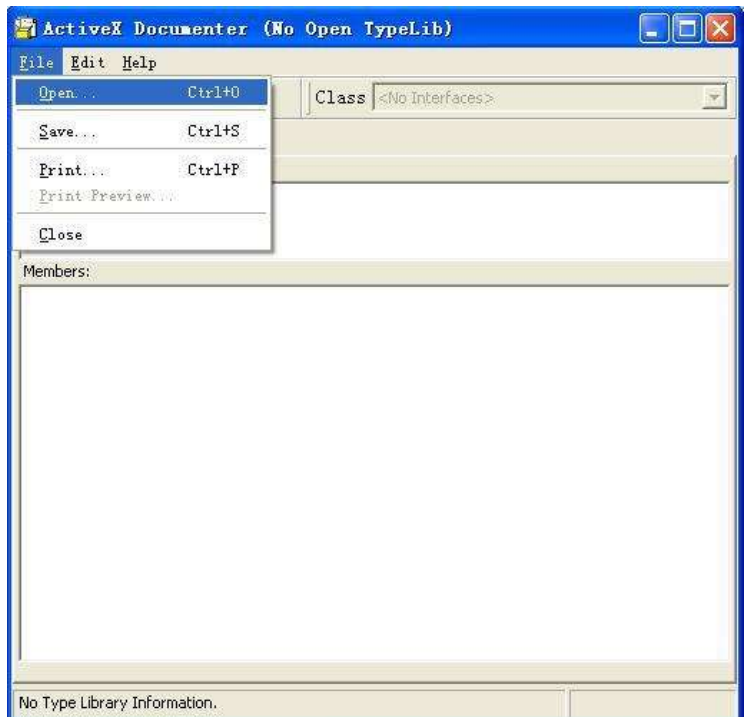 ActiveX Documenter (No Open TypeLib)
File Edit Help
Open... Ctrl+O
Class <No Interfaces>
Save... Ctrl+S
Print... Ctrl+P
Print Preview...
Close
Members:
No Type Library Information.